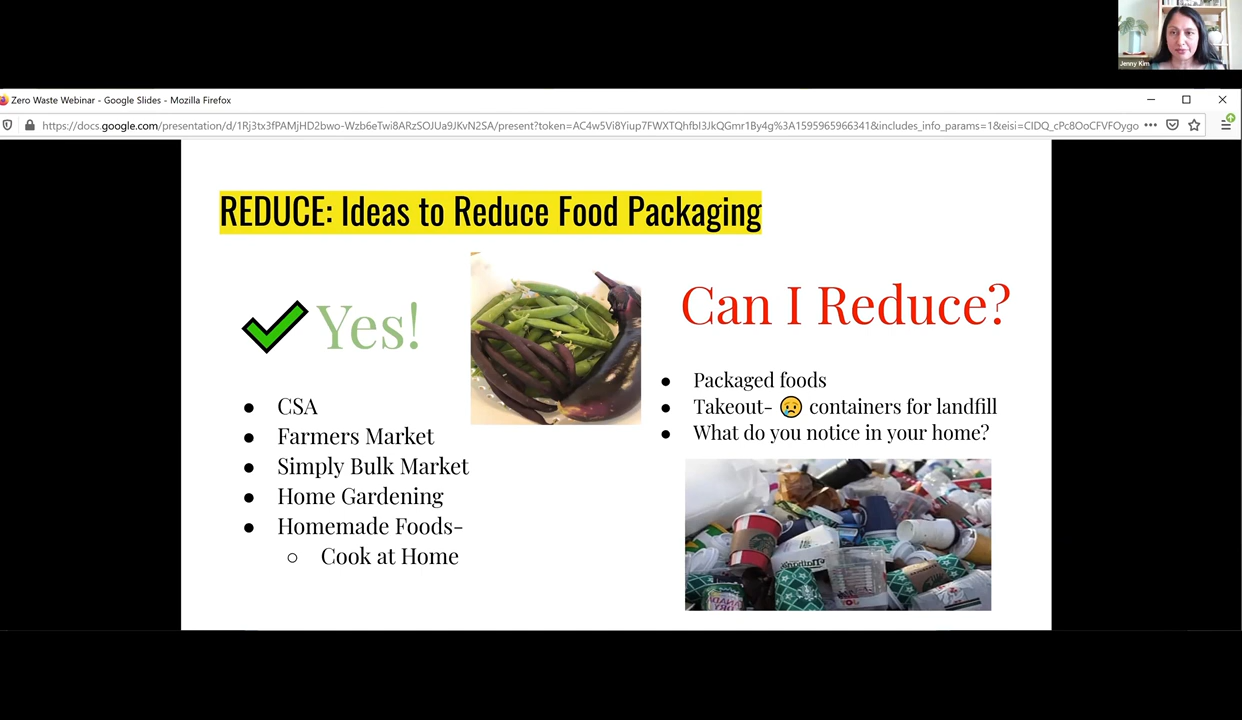 Jenny Kim
Zero Waste Webinar - Google Slides - Mozilla Firefox
https://docs.google.com/presentation/d/1Rj3tx3fPAMjHD2bwo-Wzb6eTwi8ARzSOJUa9JKvN2SA/present?token=AC4w5Vi8Yiup7FWXTQhfbI3JkQGmr1By4g%3A1595965966341&includes_info_params=1&eisi=CIDQ_cPc8OoCFVFOygo
REDUCE: Ideas to Reduce Food Packaging
✔ Yes!
● CSA
● Farmers Market
● Simply Bulk Market
● Home Gardening
● Homemade Foods-
○ Cook at Home
Can I Reduce?
● Packaged foods
● Takeout- 😢 containers for landfill
● What do you notice in your home?